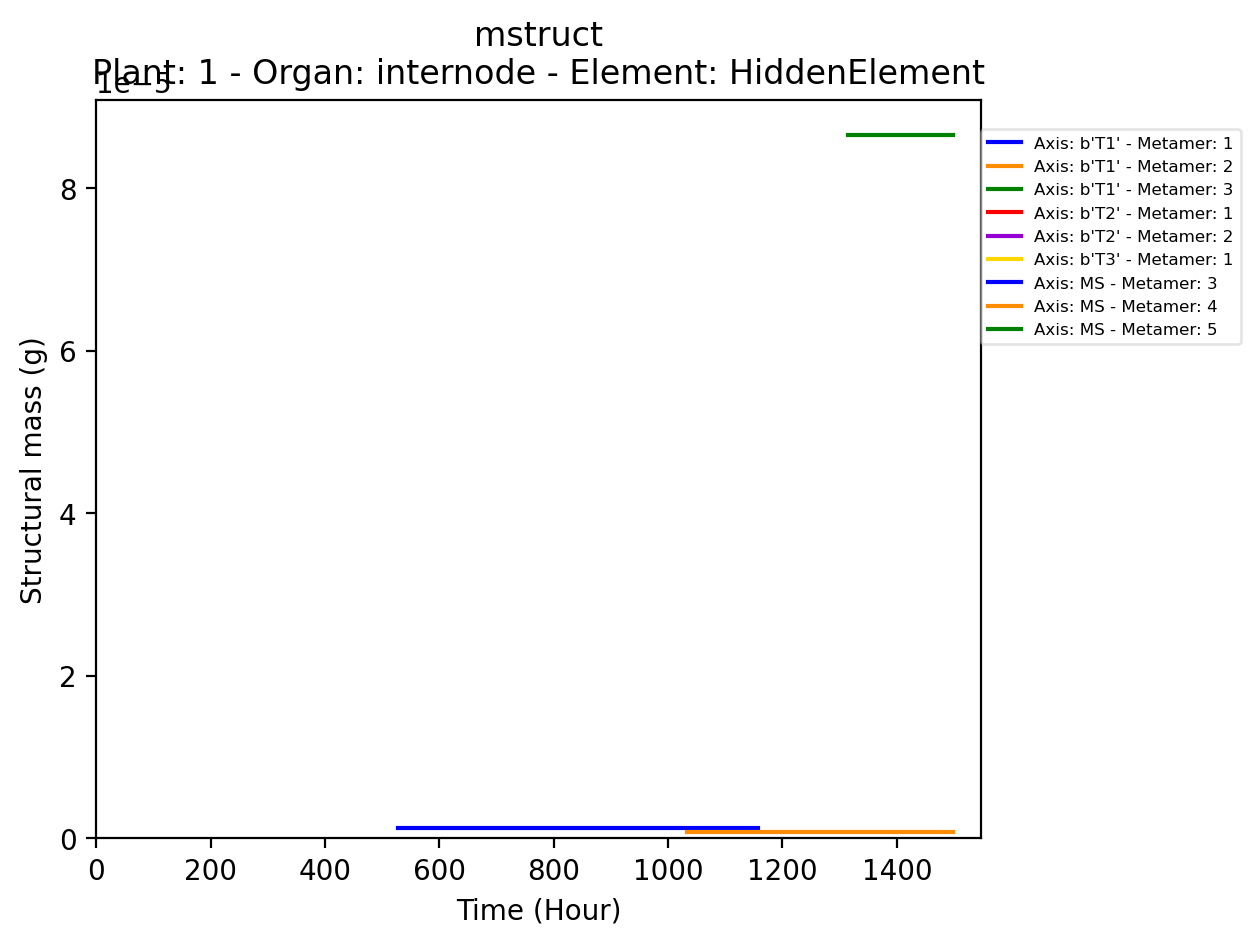 mstruct
Plant: 1 - Organ: internode - Element: HiddenElement
1e−5
8
6
4
2
0
Structural mass (g)
0 200 400 600 800 1000 1200 1400
Time (Hour)
Axis: b'T1' - Metamer: 1
Axis: b'T1' - Metamer: 2
Axis: b'T1' - Metamer: 3
Axis: b'T2' - Metamer: 1
Axis: b'T2' - Metamer: 2
Axis: b'T3' - Metamer: 1
Axis: MS - Metamer: 3
Axis: MS - Metamer: 4
Axis: MS - Metamer: 5